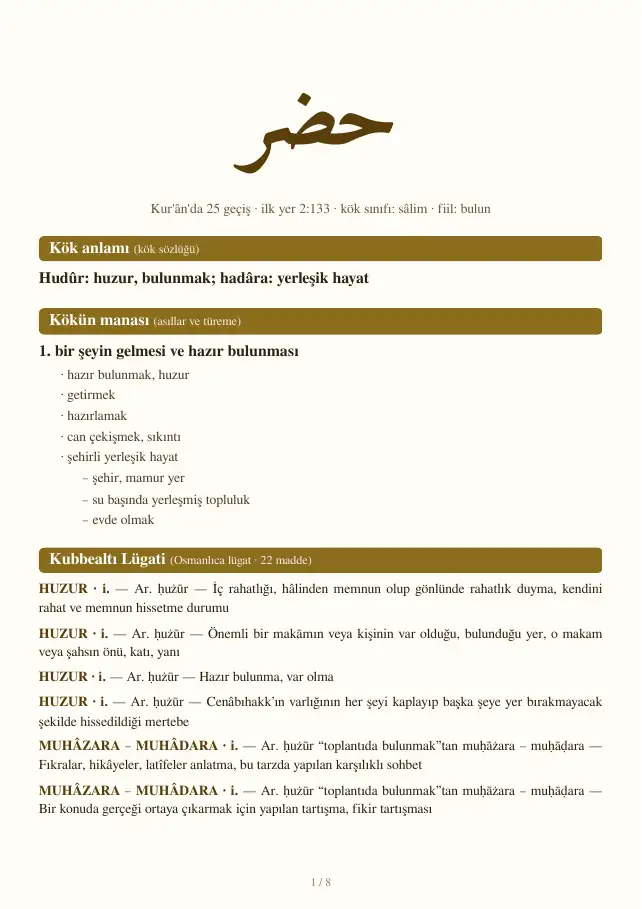 حضر
Kur'ân'da 25 geçiş · ilk yer 2:133 · kök sınıfı: sâlim · fiil: bulun
Kök anlamı (kök sözlüğü)
Hudûr: huzur, bulunmak; hadâra: yerleşik hayat
Kökün manası (asıllar ve türeme)
1. bir şeyin gelmesi ve hazır bulunması
· hazır bulunmak, huzur
· getirmek
· hazırlamak
· can çekişmek, sıkıntı
· şehirli yerleşik hayat
– şehir, mamur yer
– su başında yerleşmiş topluluk
– evde olmak
Kubbealtı Lügati (Osmanlıca lügat · 22 madde)
HUZUR · i. — Ar. ḥużūr — İç rahatlığı, hâlinden memnun olup gönlünde rahatlık duyma, kendini
rahat ve memnun hissetme durumu
HUZUR · i. — Ar. ḥużūr — Önemli bir makāmın veya kişinin var olduğu, bulunduğu yer, o makam
veya şahsın önü, katı, yanı
HUZUR · i. — Ar. ḥużūr — Hazır bulunma, var olma
HUZUR · i. — Ar. ḥużūr — Cenâbıhakk’ın varlığının her şeyi kaplayıp başka şeye yer bırakmayacak
şekilde hissedildiği mertebe
MUHÂZARA – MUHÂDARA · i. — Ar. ḥużūr “toplantıda bulunmak”tan muḥāżara – muḥāḍara —
Fıkralar, hikâyeler, latîfeler anlatma, bu tarzda yapılan karşılıklı sohbet
MUHÂZARA – MUHÂDARA · i. — Ar. ḥużūr “toplantıda bulunmak”tan muḥāżara – muḥāḍara —
Bir konuda gerçeği ortaya çıkarmak için yapılan tartışma, fikir tartışması
1 / 8